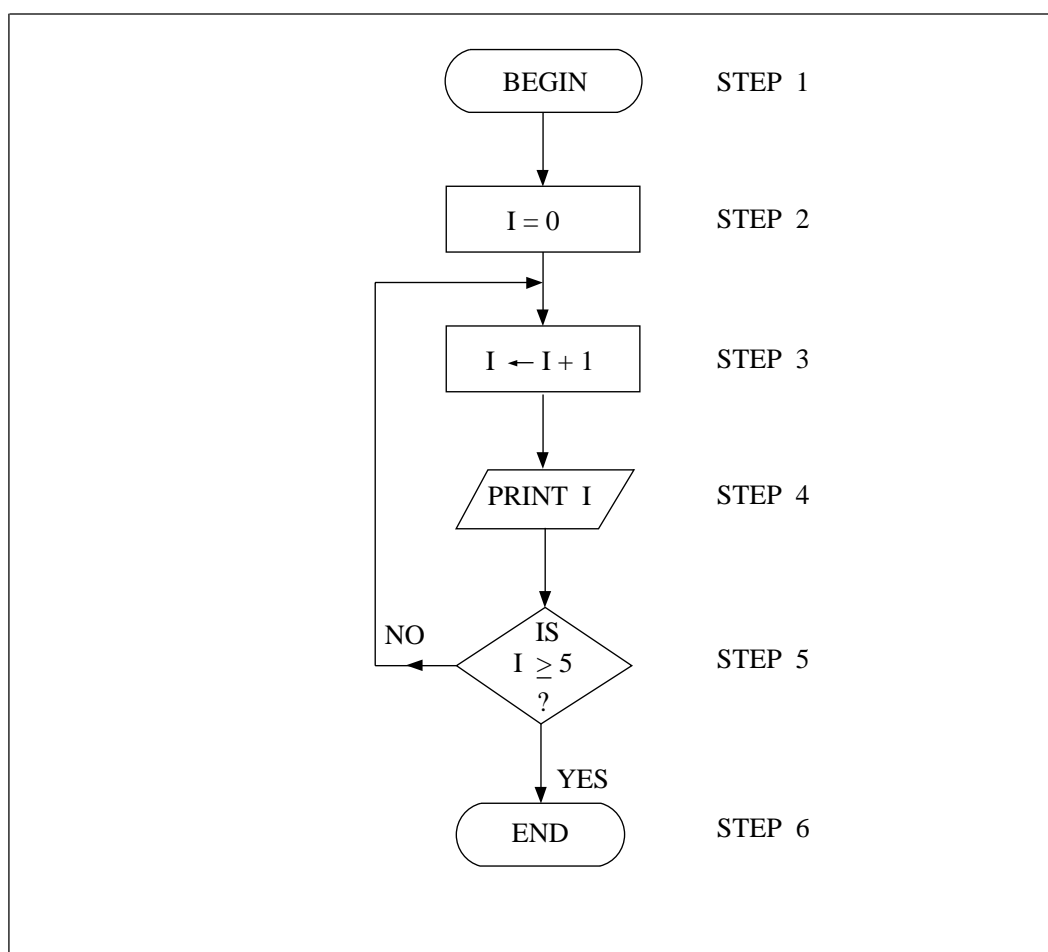 BEGIN STEP 1
I = 0 STEP 2
I ← I + 1 STEP 3
PRINT I STEP 4
IS
NO
I ≥ 5 STEP 5
?
YES
END STEP 6